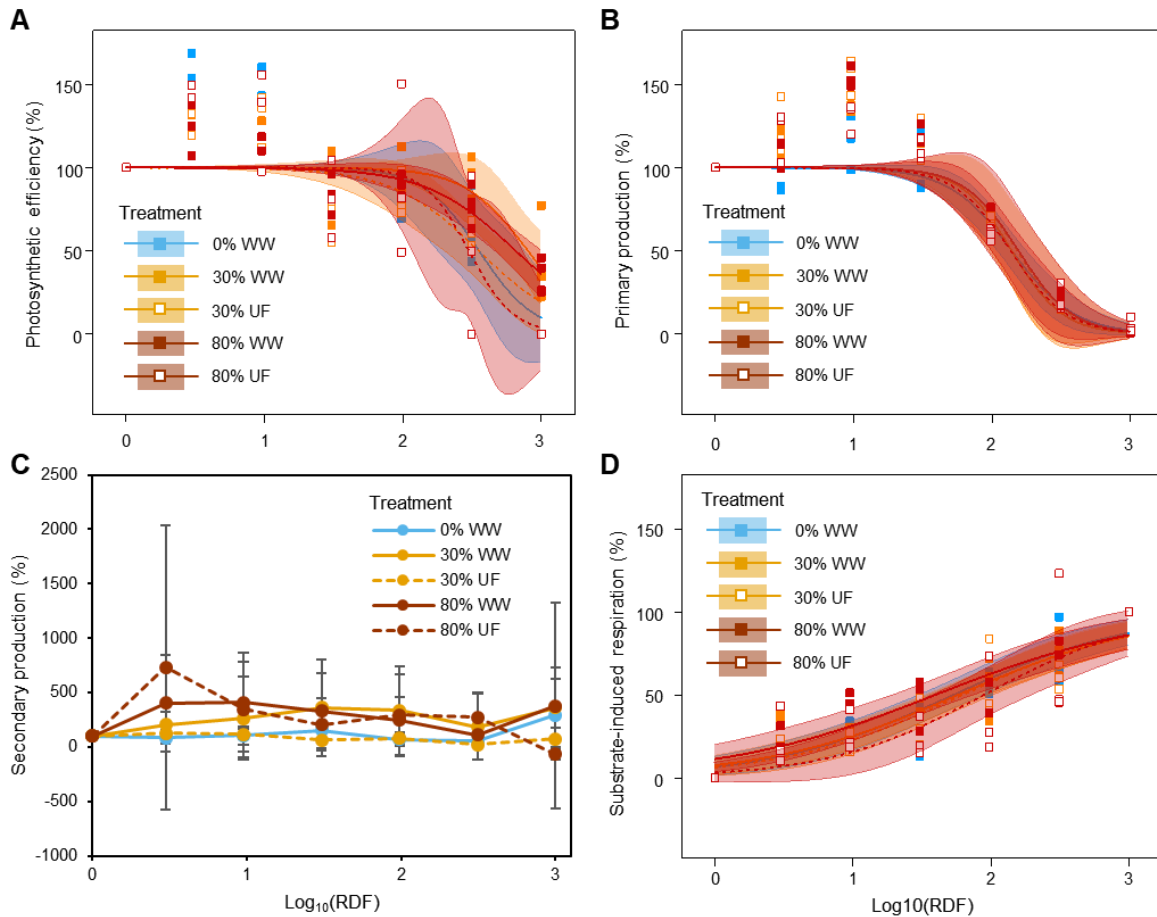 A
Photosynthetic efficiency (%)
150
100
50
0
Treatment
0% WW
30% WW
30% UF
80% WW
80% UF
0 1 2 3
B
Primary production (%)
150
100
50
0
Treatment
0% WW
30% WW
30% UF
80% WW
80% UF
0 1 2 3
C
Secondary production (%)
2500
2000
1500
1000
500
0
-500
-1000
Treatment
0% WW
30% WW
30% UF
80% WW
80% UF
0 1 2 3
Log10(RDF)
D
Substrate-induced respiration (%)
150
100
50
0
Treatment
0% WW
30% WW
30% UF
80% WW
80% UF
0 1 2 3
Log10(RDF)